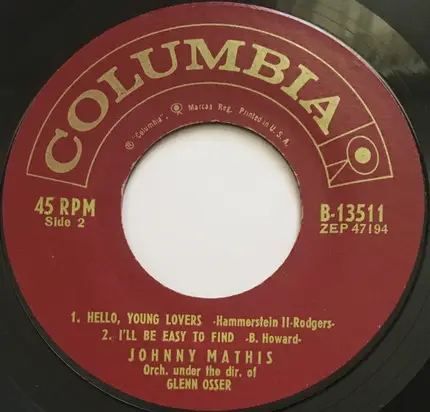 COLUMBIA
® "Columbia", Marcas Reg. Printed in U.S.A.
45 RPM
Side 2
B-13511
ZEP 47194
1. HELLO, YOUNG LOVERS -Hammerstein II-Rodgers-
2. I'LL BE EASY TO FIND -B. Howard-
JOHNNY MATHIS
Orch. under the dir. of
GLENN OSSER